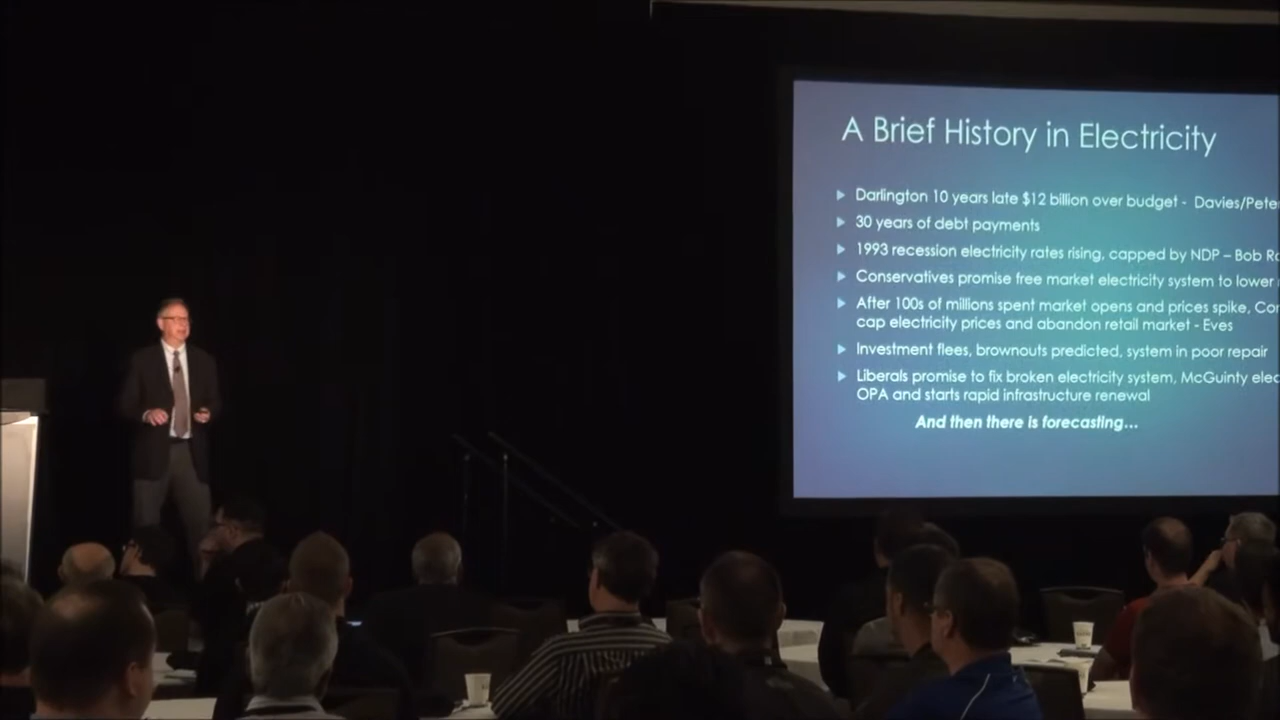 A Brief History in Electricity
Darlington 10 years late $12 billion over budget - Davies/Pete
30 years of debt payments
1993 recession electricity rates rising, capped by NDP – Bob R
Conservatives promise free market electricity system to lower
After 100s of millions spent market opens and prices spike, Co
cap electricity prices and abandon retail market - Eves
Investment flees, brownouts predicted, system in poor repair
Liberals promise to fix broken electricity system, McGuinty elec
OPA and starts rapid infrastructure renewal
And then there is forecasting...